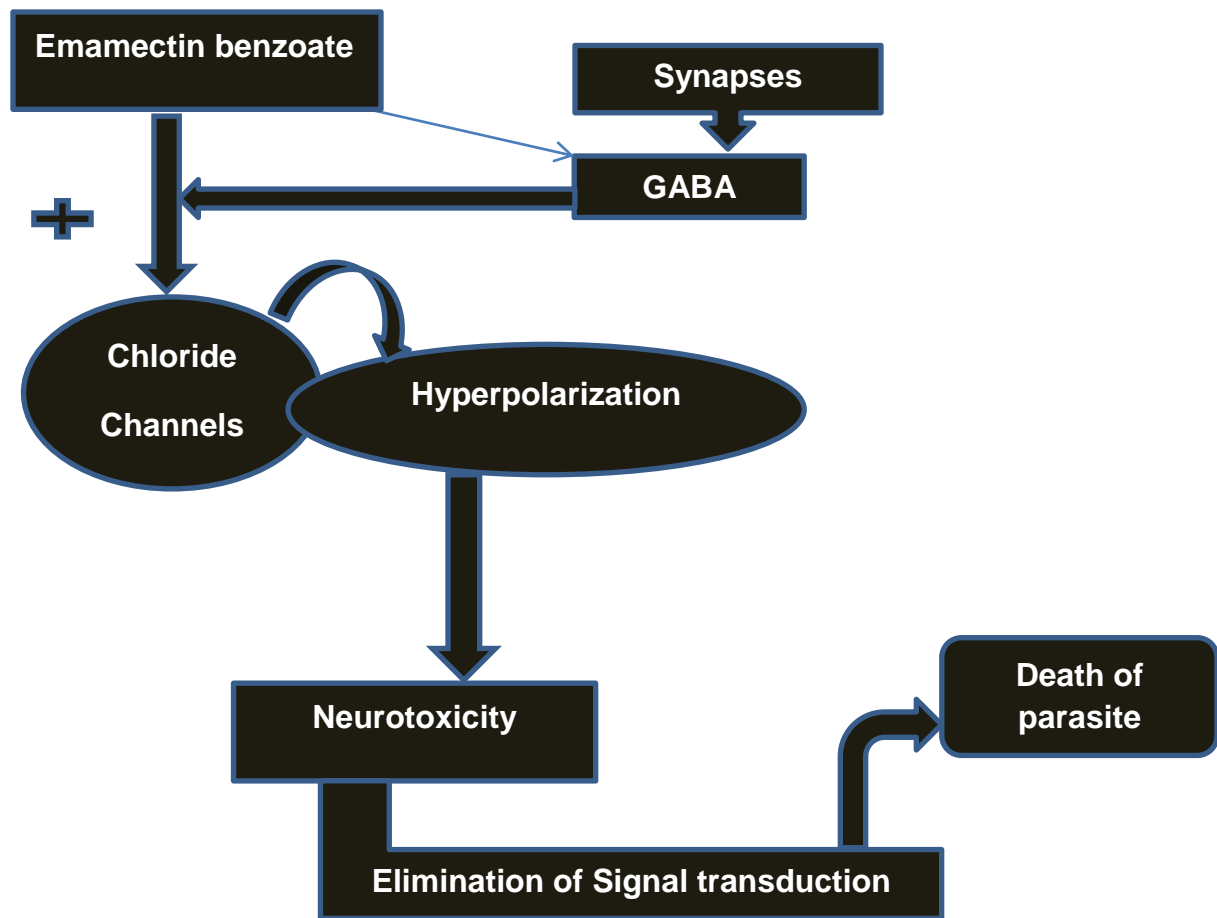 Emamectin benzoate
Synapses
GABA
Chloride
Channels
Hyperpolarization
Neurotoxicity
Death of
parasite
Elimination of Signal transduction